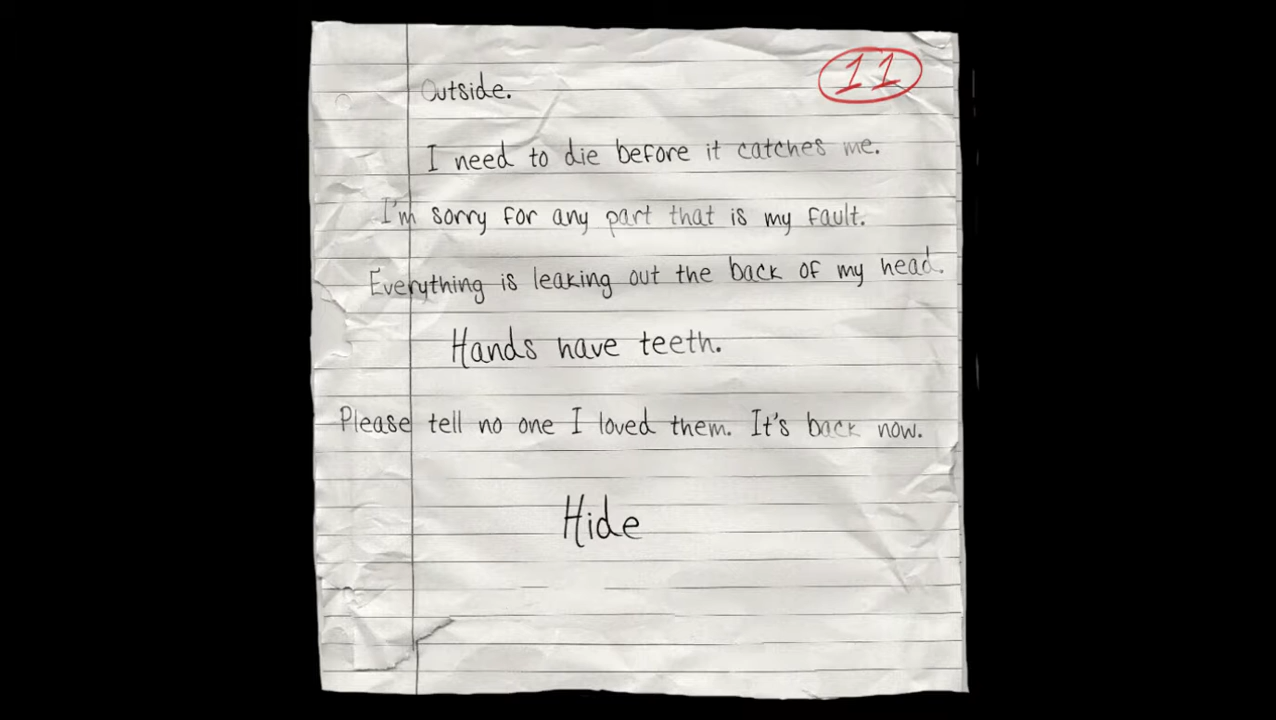 11
Outside.
I need to die before it catches me.
I'm sorry for any part that is my fault.
Everything is leaking out the back of my head.
Hands have teeth.
Please tell no one I loved them. It's back now.
Hide